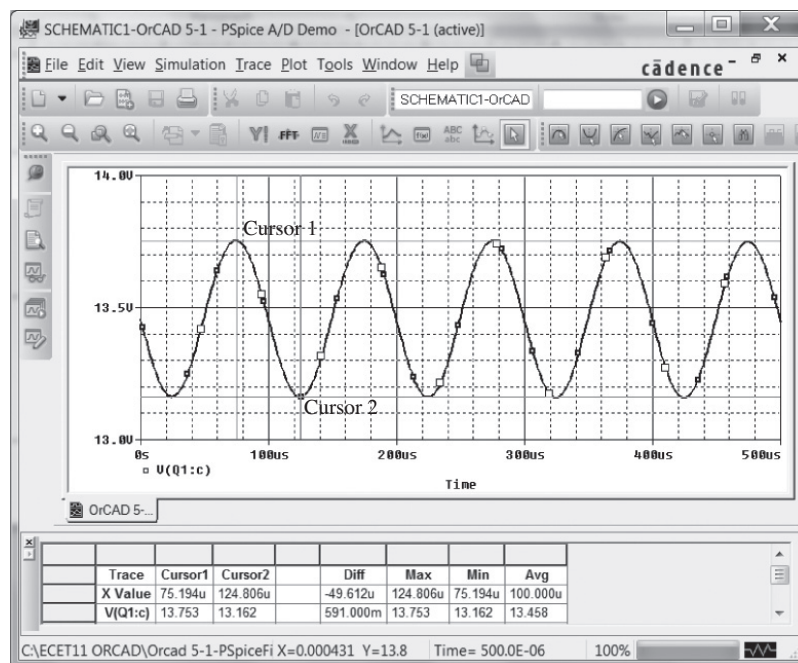 SCHEMATIC1-OrCAD 5-1 - PSpice A/D Demo - [OrCAD 5-1 (active)]
File Edit View Simulation Trace Plot Tools Window Help
cādence
SCHEMATIC1-OrCAD
FFT
ABC
abc
14.0V
Cursor 1
13.5V
Cursor 2
13.0V
0s 100us 200us 300us 400us 500us
V(Q1:c)
Time
OrCAD 5-...
Trace Cursor1 Cursor2 Diff Max Min Avg
X Value 75.194u 124.806u -49.612u 124.806u 75.194u 100.000u
V(Q1:c) 13.753 13.162 591.000m 13.753 13.162 13.458
C:\ECET11 ORCAD\Orcad 5-1-PSpiceFi X=0.000431 Y=13.8 Time= 500.0E-06 100%